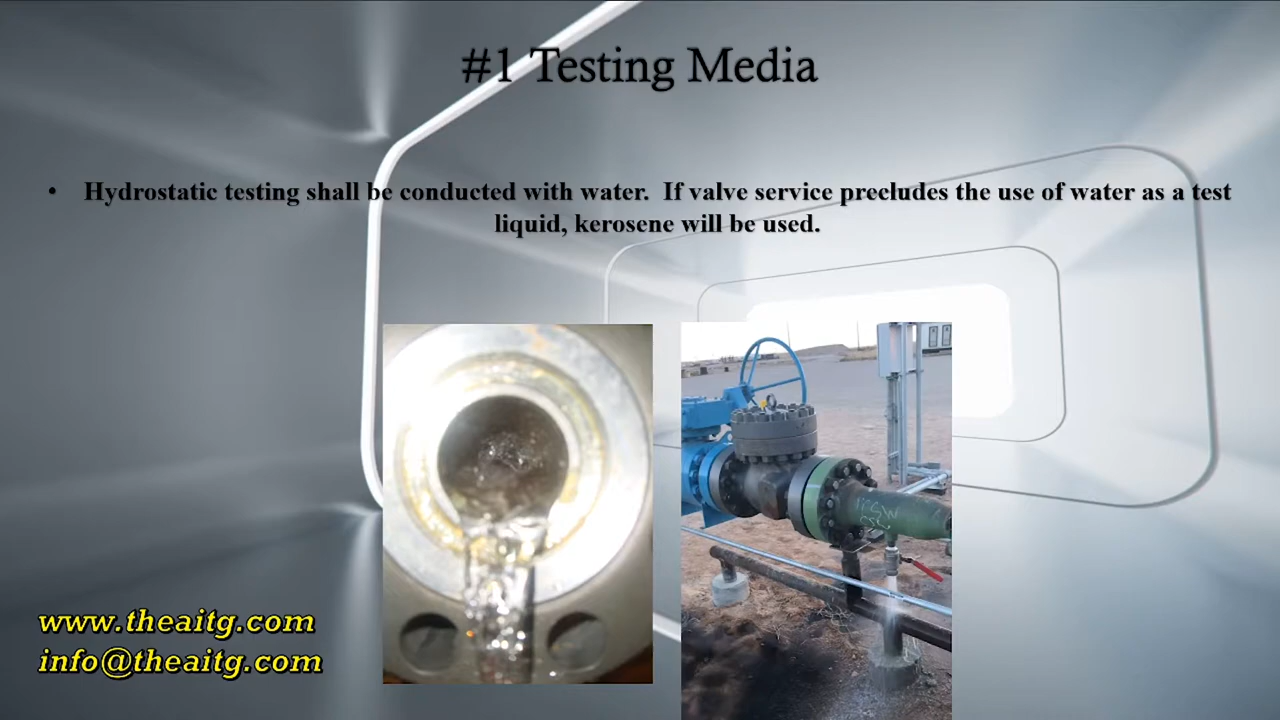 #1 Testing Media
• Hydrostatic testing shall be conducted with water. If valve service precludes the use of water as a test
liquid, kerosene will be used.
www.theaitg.com
info@theaitg.com